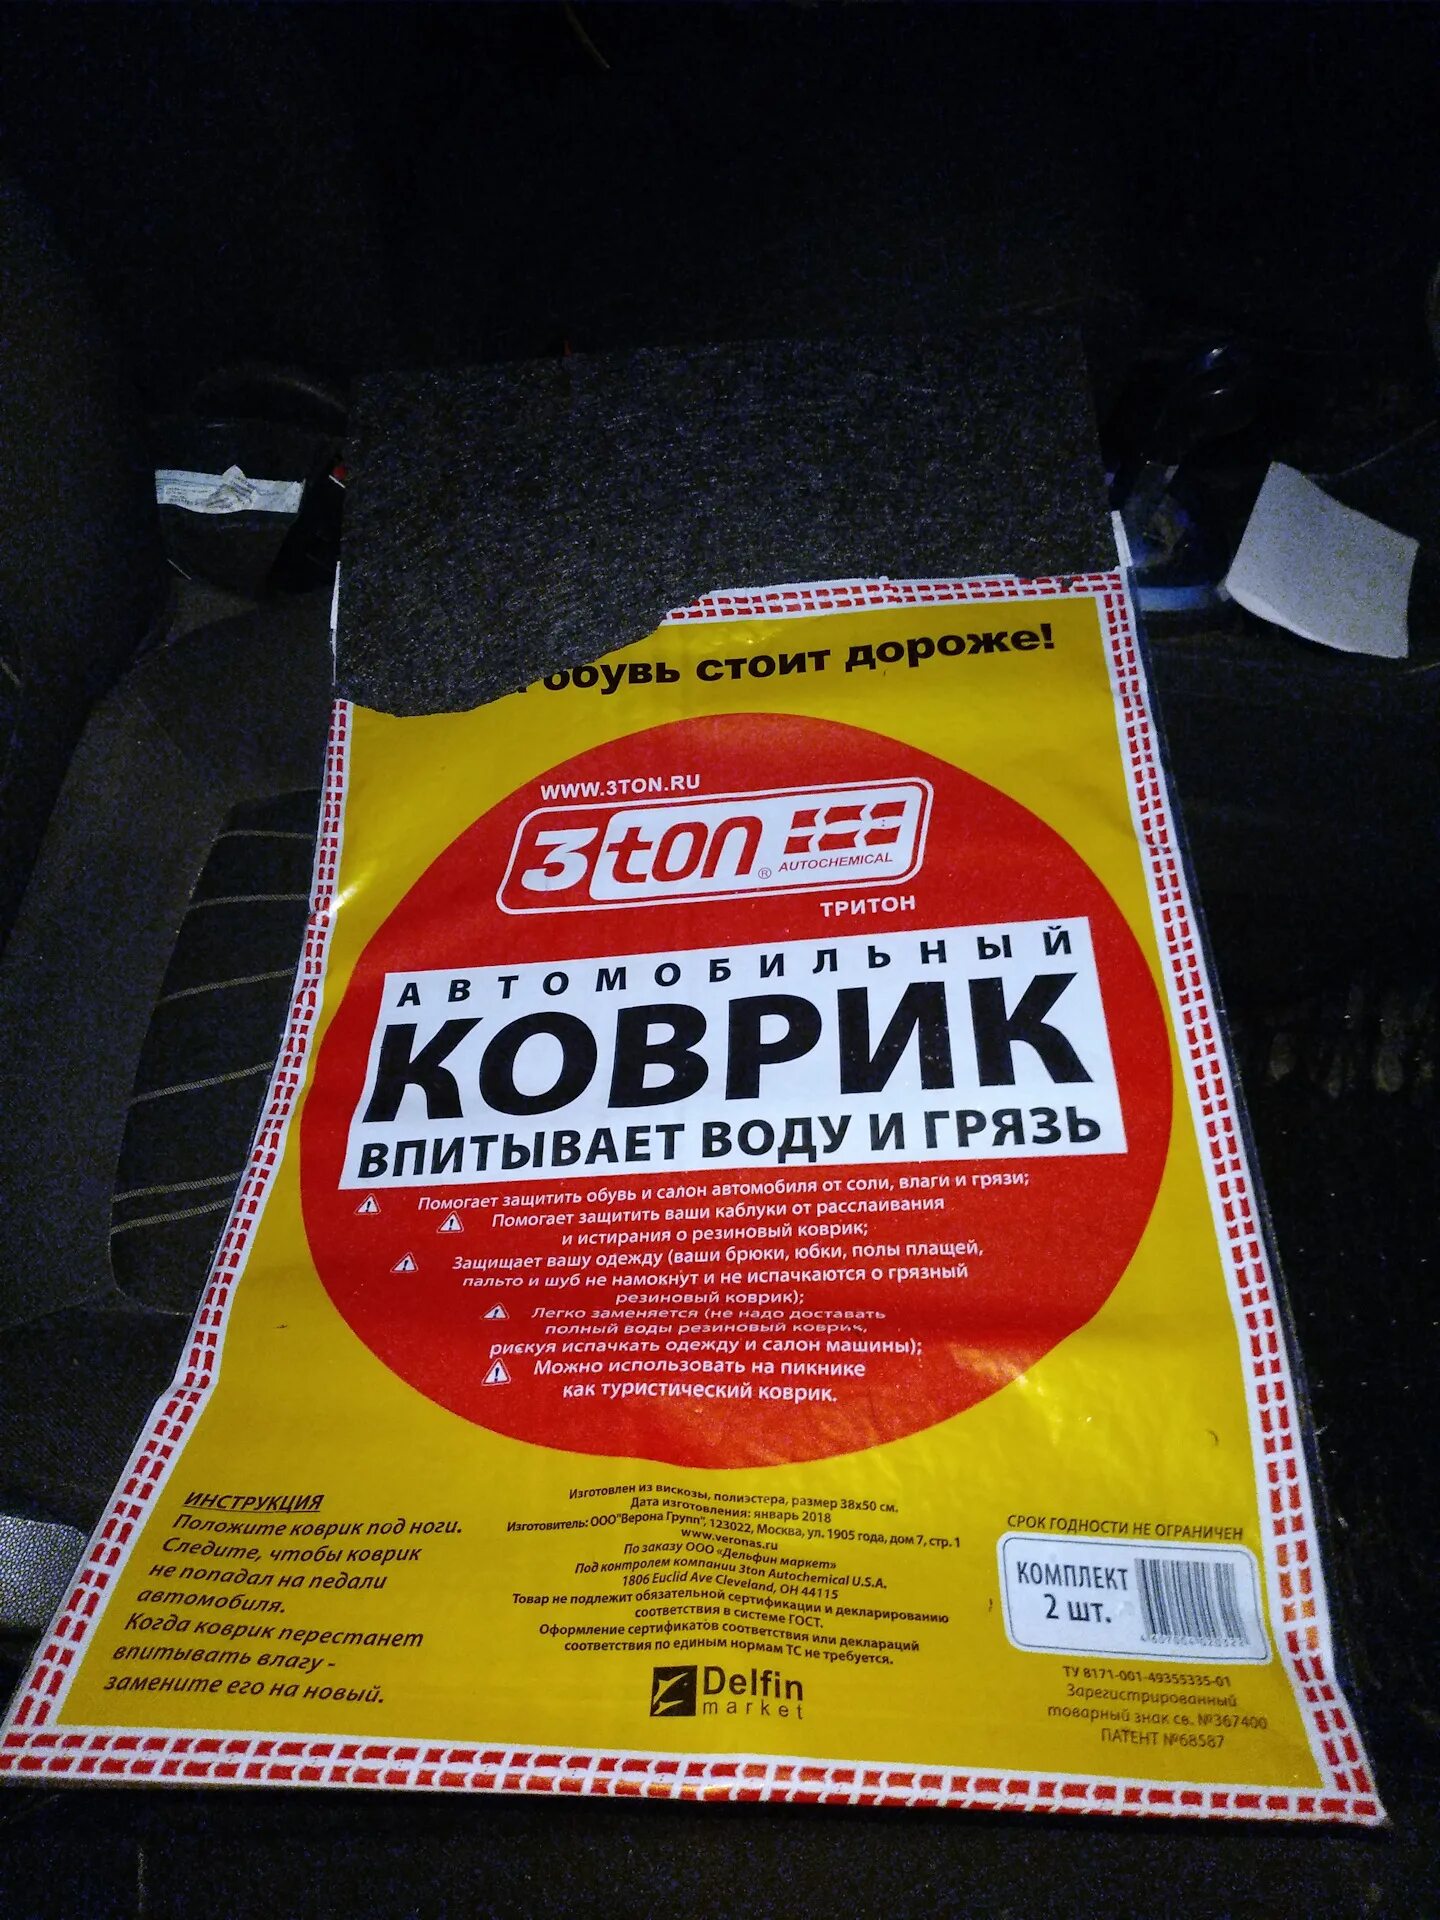 обувь стоит дороже!
WWW.3TON.RU
3ton
® AUTOCHEMICAL
ТРИТОН
АВТОМОБИЛЬНЫЙ
КОВРИК
ВПИТЫВАЕТ ВОДУ И ГРЯЗЬ
Помогает защитить обувь и салон автомобиля от соли, влаги и грязи;
Помогает защитить ваши каблуки от расслаивания
и истирания о резиновый коврик;
Защищает вашу одежду (ваши брюки, юбки, полы плащей,
пальто и шуб не намокнут и не испачкаются о грязный
резиновый коврик);
Легко заменяется (не надо доставать
полный воды резиновый коврик,
рискуя испачкать одежду и салон машины);
Можно использовать на пикнике
как туристический коврик.
ИНСТРУКЦИЯ
Положите коврик под ноги.
Следите, чтобы коврик
не попадал на педали
автомобиля.
Когда коврик перестанет
впитывать влагу -
замените его на новый.
Изготовлен из вискозы, полиэстера, размер 38х50 см.
Дата изготовления: январь 2018
Изготовитель: ООО"Верона Групп", 123022, Москва, ул. 1905 года, дом 7, стр. 1
www.veronas.ru
По заказу ООО «Дельфин маркет»
Под контролем компании 3ton Autochemical U.S.A.
1806 Euclid Ave Cleveland, OH 44115
Товар не подлежит обязательной сертификации и декларированию
соответствия в системе ГОСТ.
Оформление сертификатов соответствия или деклараций
соответствия по единым нормам ТС не требуется.
Delfin
market
СРОК ГОДНОСТИ НЕ ОГРАНИЧЕН
КОМПЛЕКТ
2 шт.
4607004020322
ТУ 8171-001-49355335-01
Зарегистрированный
товарный знак св. №367400
ПАТЕНТ №68587